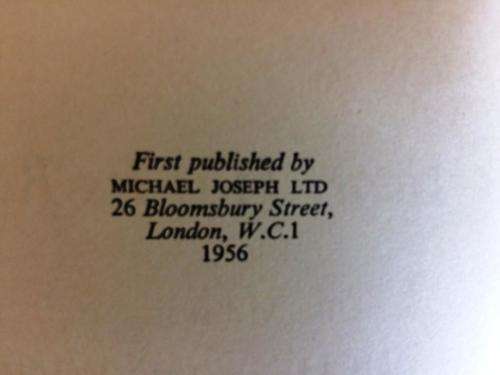 First published by
MICHAEL JOSEPH LTD
26 Bloomsbury Street,
London, W.C.1
1956